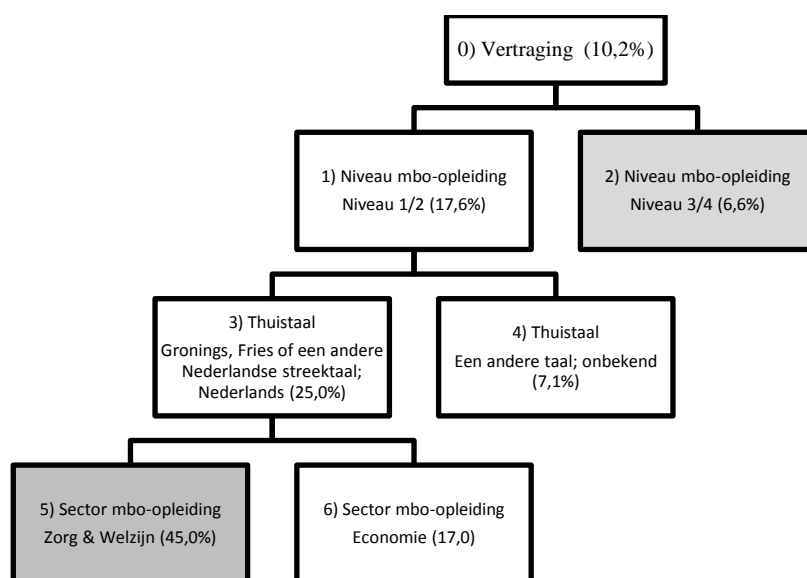 0) Vertraging (10,2%)
1) Niveau mbo-opleiding
Niveau 1/2 (17,6%)
2) Niveau mbo-opleiding
Niveau 3/4 (6,6%)
3) Thuistaal
Gronings, Fries of een andere
Nederlandse streektaal;
Nederlands (25,0%)
4) Thuistaal
Een andere taal; onbekend
(7,1%)
5) Sector mbo-opleiding
Zorg & Welzijn (45,0%)
6) Sector mbo-opleiding
Economie (17,0)